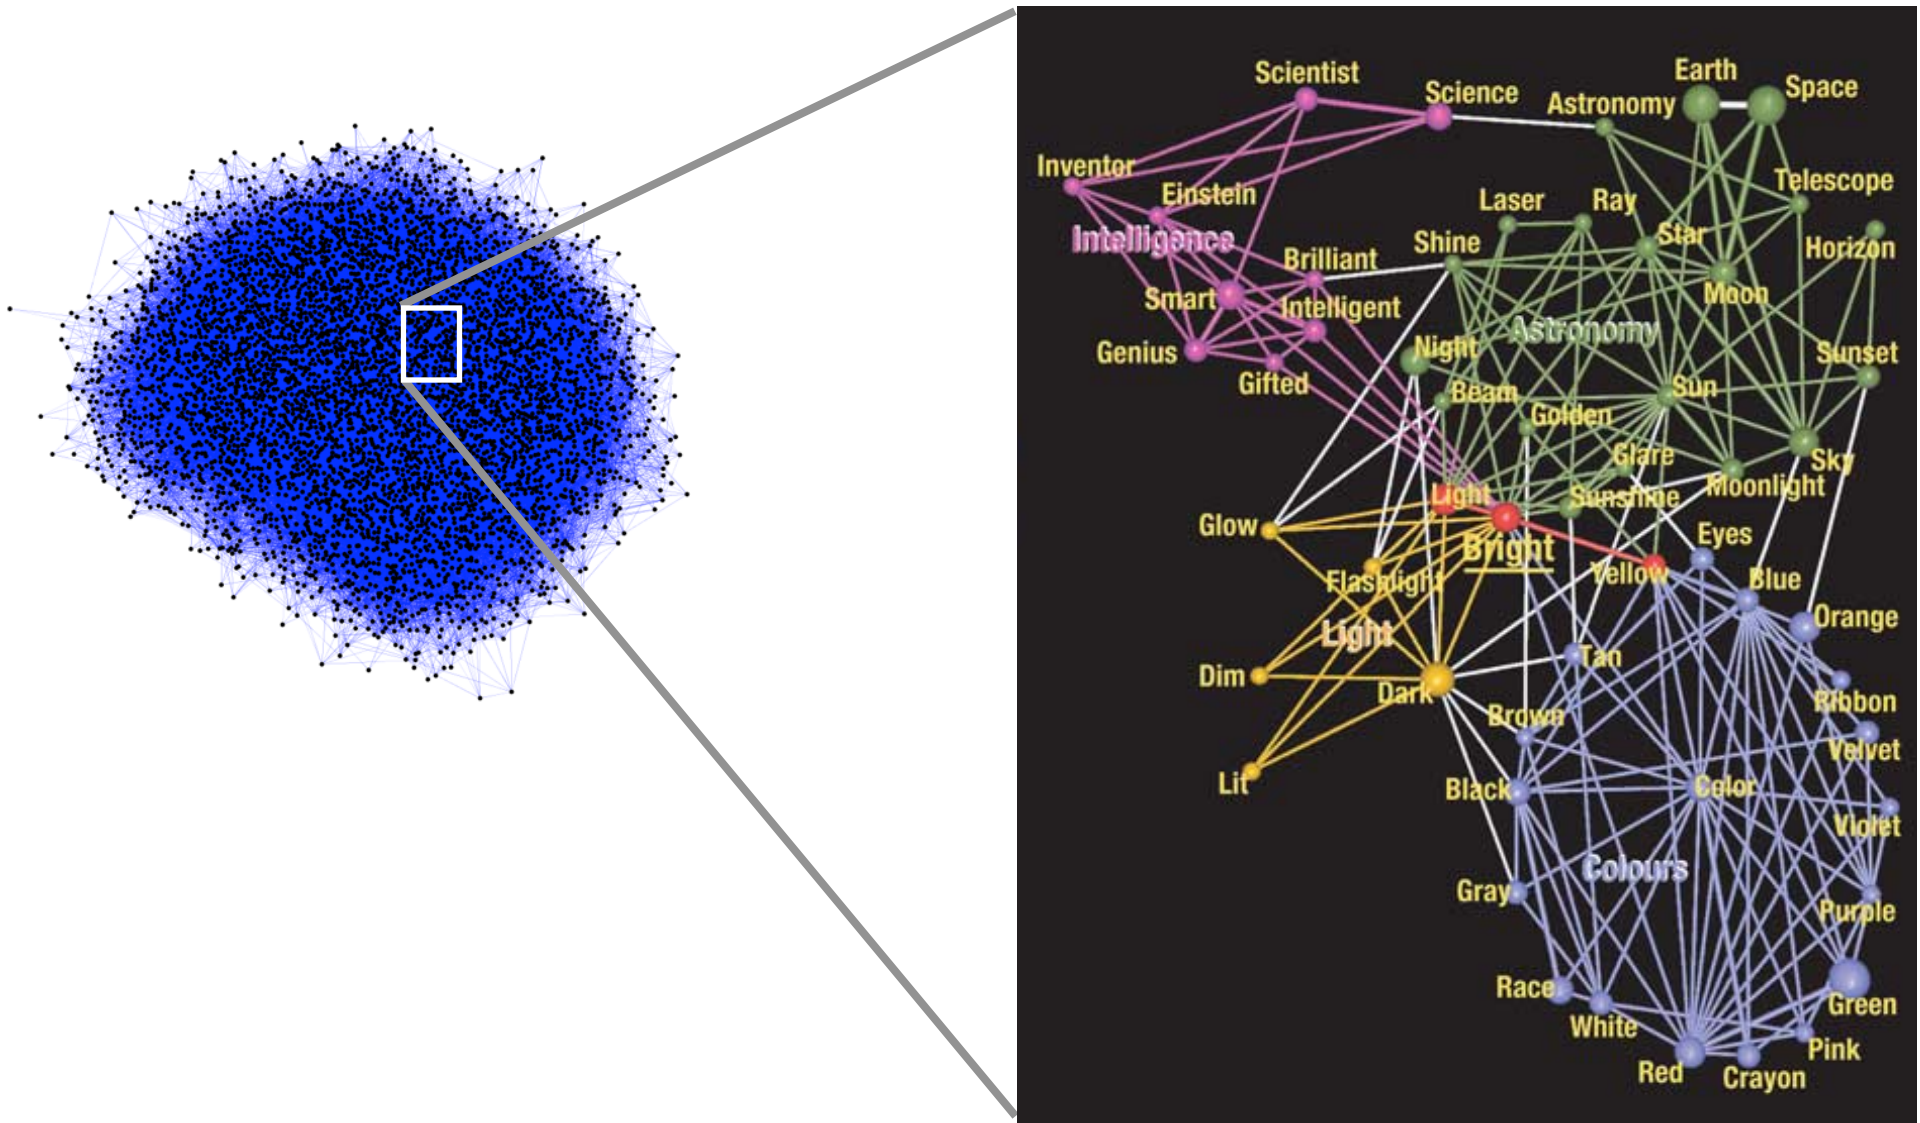 Scientist
Science
Astronomy
Earth
Space
Inventor
Einstein
Telescope
Intelligence
Laser
Ray
Shine
Star
Horizon
Brilliant
Smart
Intelligent
Moon
Astronomy
Genius
Gifted
Night
Sunset
Beam
Sun
Golden
Glare
Sky
Light
Sunshine
Moonlight
Glow
Bright
Eyes
Flashlight
Yellow
Blue
Orange
Light
Dim
Dark
Tan
Ribbon
Brown
Velvet
Lit
Black
Color
Violet
Colours
Gray
Purple
Race
White
Green
Red
Crayon
Pink